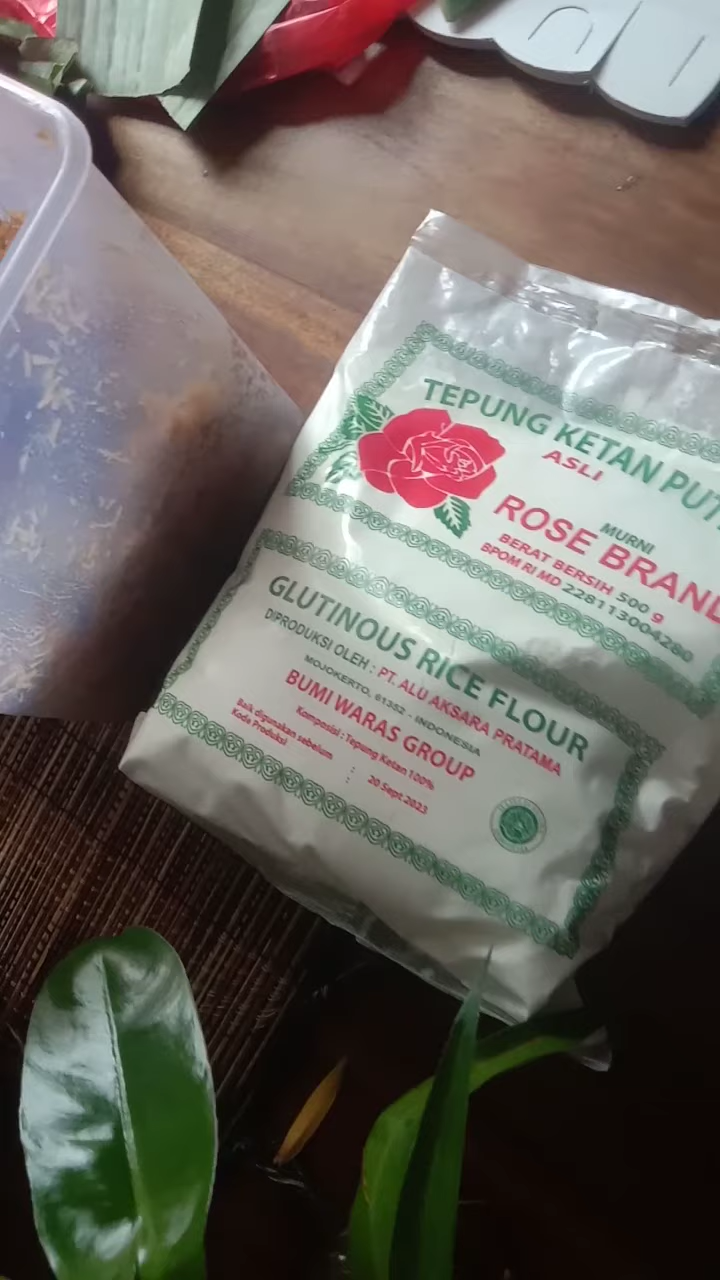 TEPUNG KETAN PUT
ASLI
MURNI
ROSE BRAND
BERAT BERSIH 500 g
BPOM RI MD 228113004280
GLUTINOUS RICE FLOUR
DIPRODUKSI OLEH : PT. ALU AKSARA PRATAMA
MOJOKERTO, 61352 - INDONESIA
BUMI WARAS GROUP
Komposisi : Tepung Ketan 100%
Baik digunakan sebelum : 20 Sept 2023
Kode Produksi :